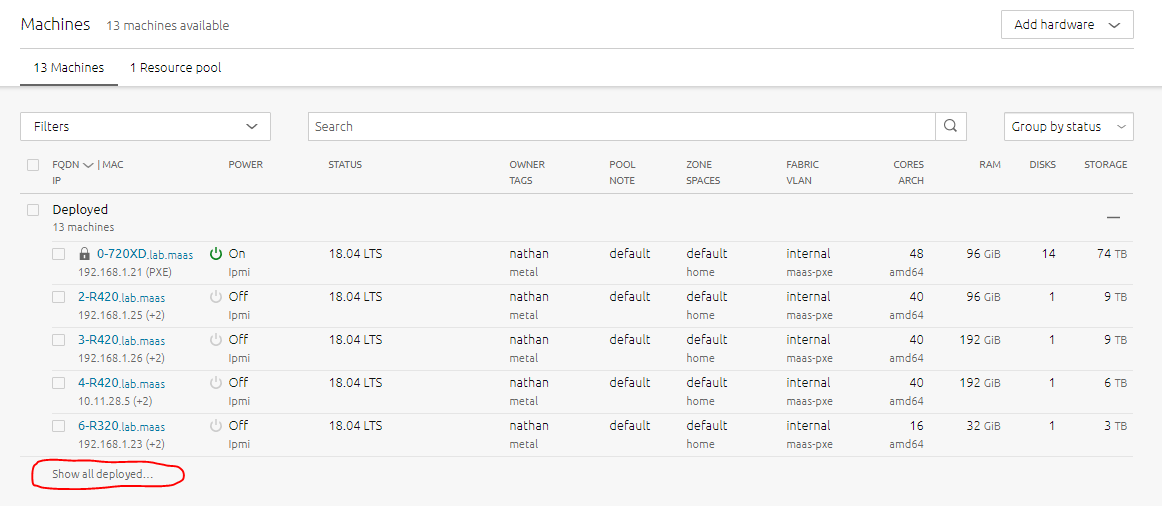 Machines 13 machines available Add hardware
13 Machines 1 Resource pool
Filters Search Group by status
FQDN | MAC POWER STATUS OWNER POOL ZONE FABRIC CORES RAM DISKS STORAGE
IP TAGS NOTE SPACES VLAN ARCH
Deployed
13 machines
0-720XD.lab.maas On 18.04 LTS nathan default default internal 48 96 GiB 14 74 TB
192.168.1.21 (PXE) Ipmi metal home maas-pxe amd64
2-R420.lab.maas Off 18.04 LTS nathan default default internal 40 96 GiB 1 9 TB
192.168.1.25 (+2) Ipmi metal home maas-pxe amd64
3-R420.lab.maas Off 18.04 LTS nathan default default internal 40 192 GiB 1 9 TB
192.168.1.26 (+2) Ipmi metal home maas-pxe amd64
4-R420.lab.maas Off 18.04 LTS nathan default default internal 40 192 GiB 1 6 TB
10.11.28.5 (+2) Ipmi metal home maas-pxe amd64
6-R320.lab.maas Off 18.04 LTS nathan default default internal 16 32 GiB 1 3 TB
192.168.1.23 (+2) Ipmi metal home maas-pxe amd64
Show all deployed...